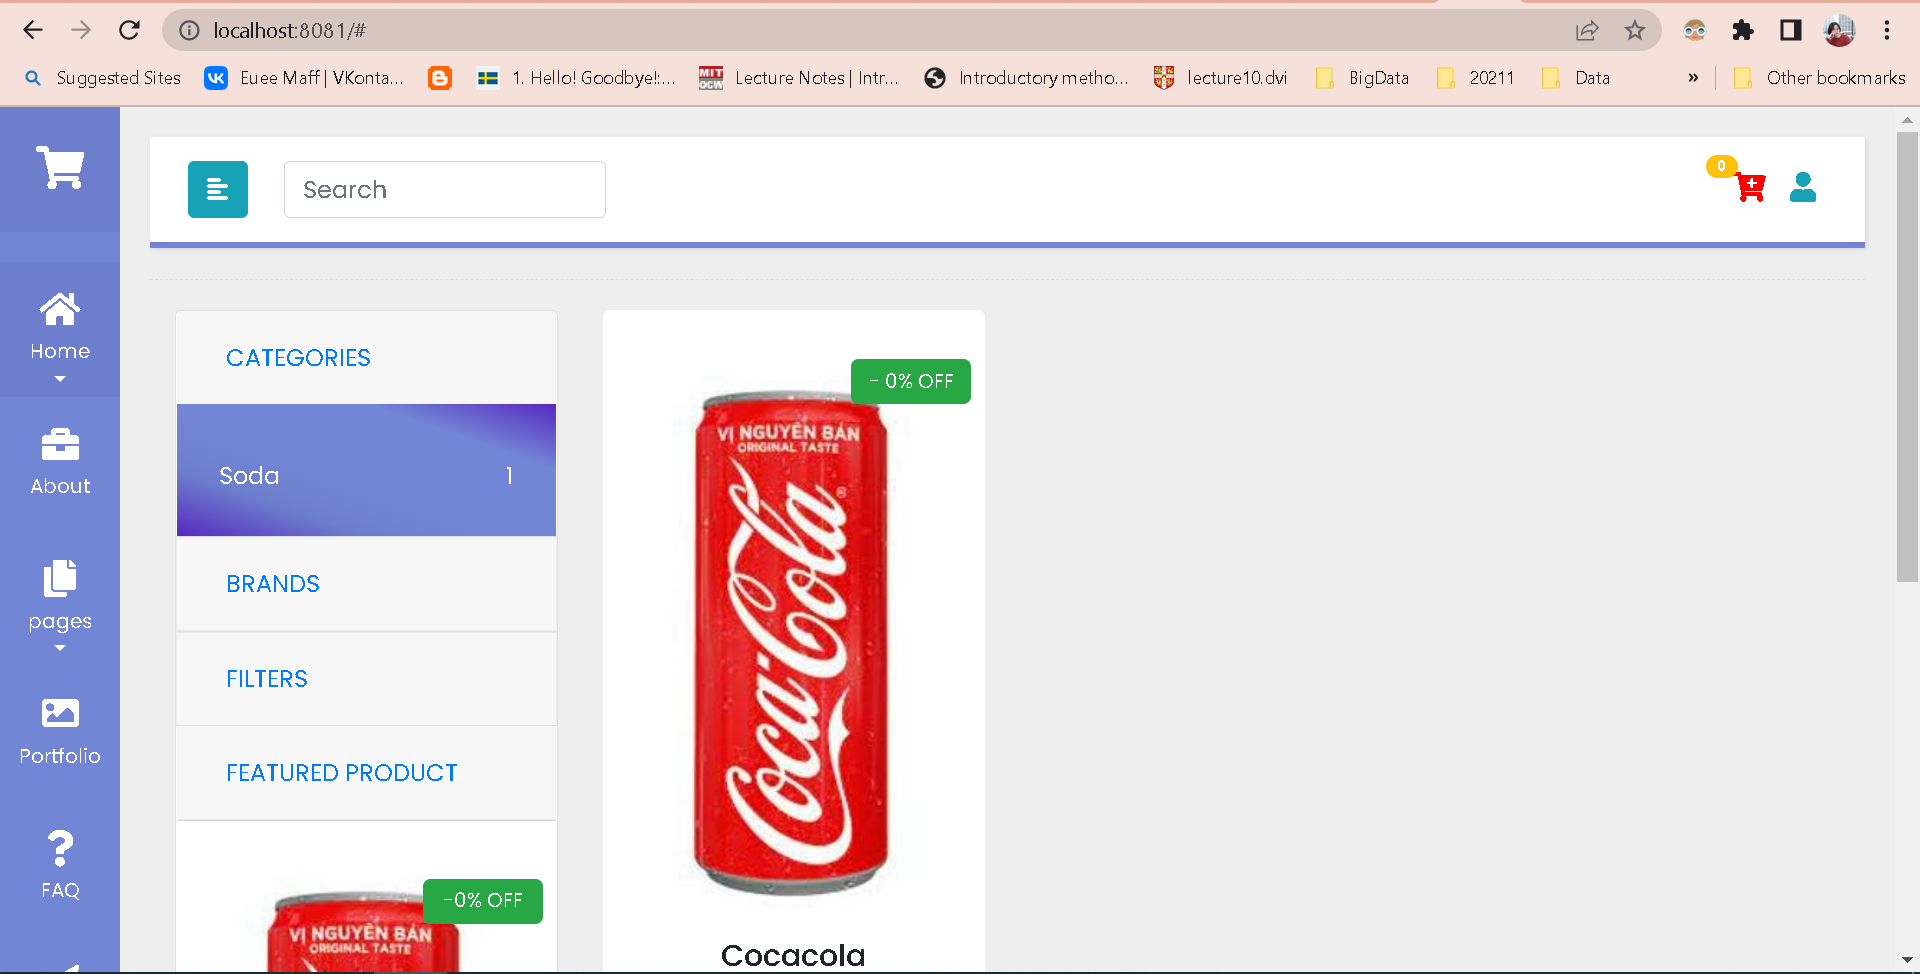 localhost:8081/#
Suggested Sites
Euee Maff | VKonta...
1. Hello! Goodbye!:...
MIT
OCW
Lecture Notes | Intr...
Introductory metho...
lecture10.dvi
BigData
20211
Data
»
Other bookmarks
Search
0
Home
About
pages
Portfolio
FAQ
CATEGORIES
Soda 1
BRANDS
FILTERS
FEATURED PRODUCT
-0% OFF
VỊ NGUYÊN BẢN
ORIGINAL TASTE
- 0% OFF
VỊ NGUYÊN BẢN
ORIGINAL TASTE
Coca-Cola
Cocacola